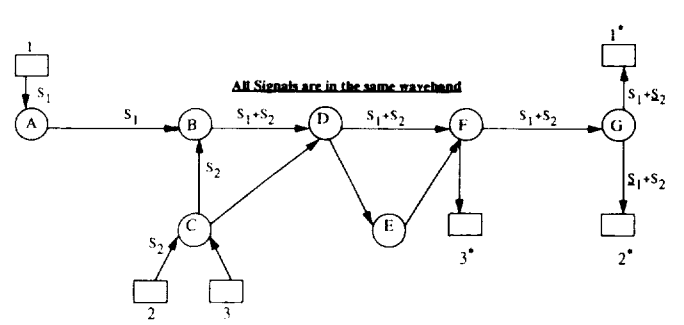 1
1*
S1
S1+S2
All Signals are in the same waveband
A
S1
B
S1+S2
D
S1+S2
F
S1+S2
G
S2
S1+S2
S2
C
E
2
3
3*
2*